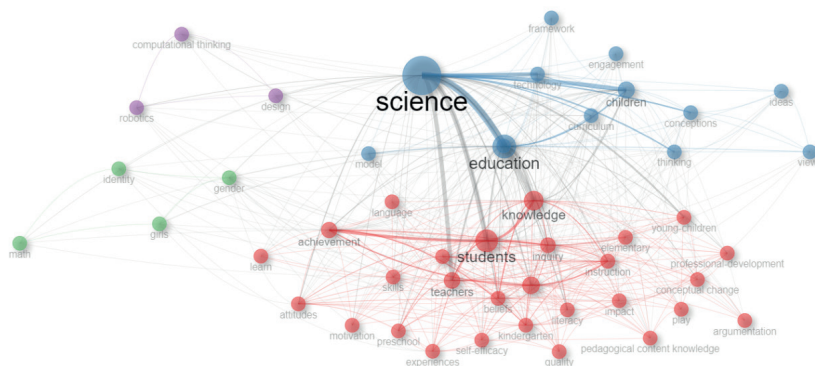 framework
computational thinking
engagement
technology
science
children
ideas
robotics
design
curriculum
conceptions
education
model
thinking
view
identity
gender
language
knowledge
girls
young-children
achievement
math
students
inquiry
elementary
learn
instruction
professional-development
skills
teachers
conceptual change
attitudes
beliefs
literacy
impact
play
motivation
preschool
kindergarten
argumentation
experiences
self-efficacy
quality
pedagogical content knowledge